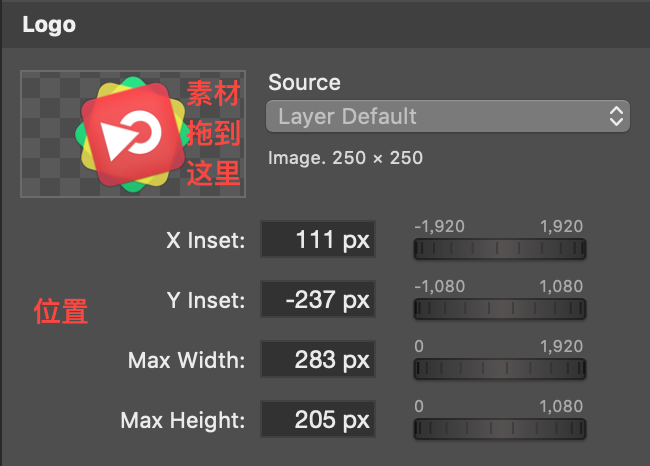 Logo
素材
拖到
这里
Source
Layer Default
Image. 250 × 250
X Inset: 111 px -1,920 1,920
位置
Y Inset: -237 px -1,080 1,080
Max Width: 283 px 0 1,920
Max Height: 205 px 0 1,080